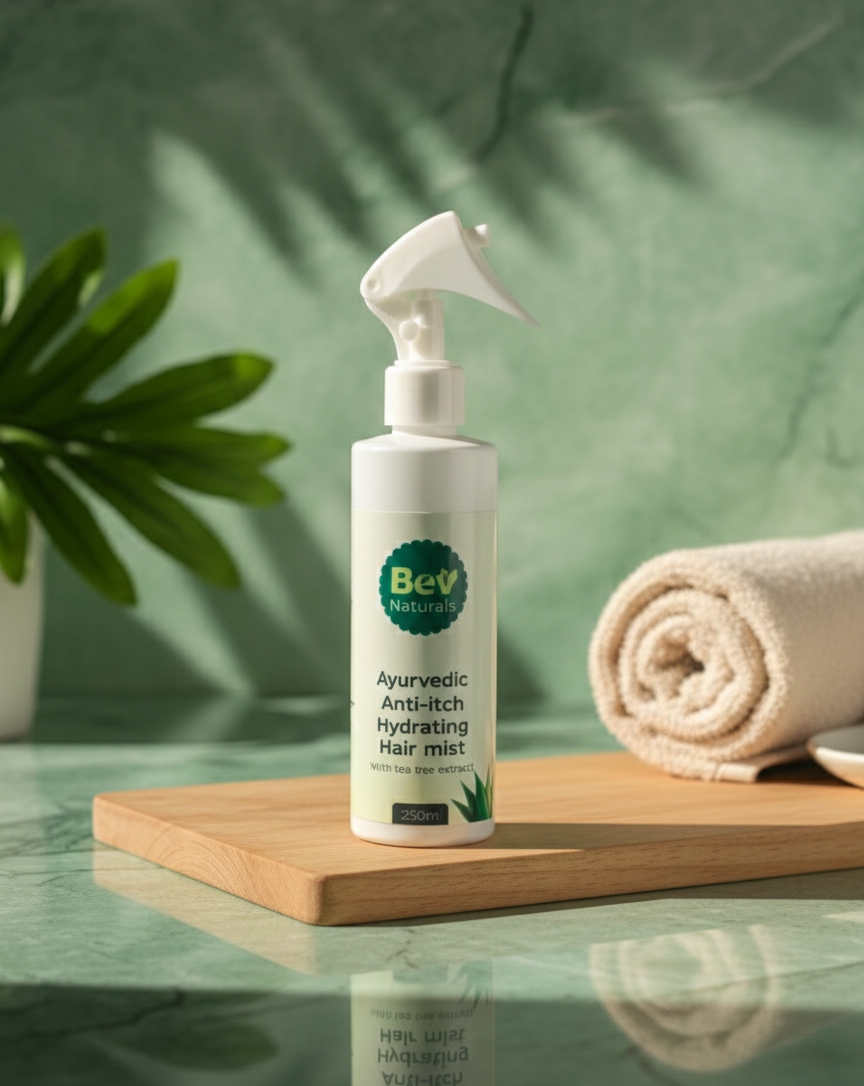 Bev
Naturals
Ayurvedic
Anti-itch
Hydrating
Hair mist
With tea tree extract
250ml